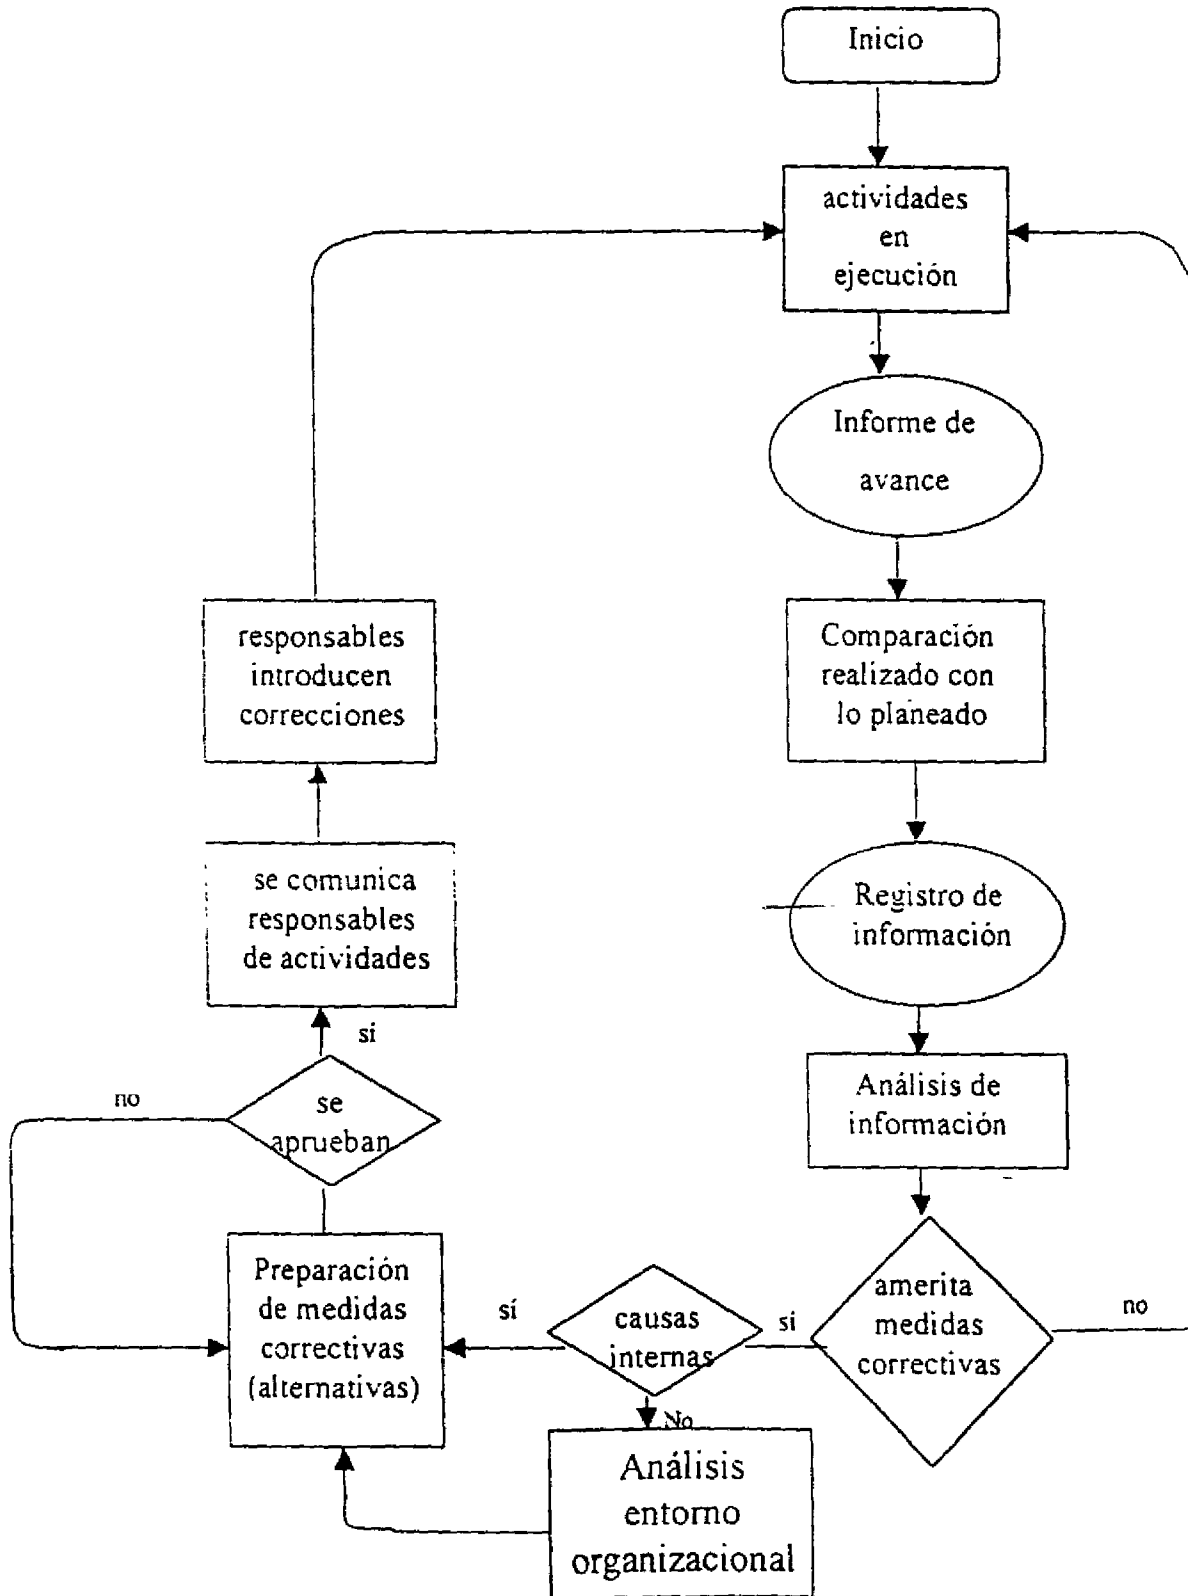 Inicio
actividades
en
ejecución
Informe de
avance
responsables
introducen
correcciones
Comparación
realizado con
lo planeado
se comunica
responsables
de actividades
Registro de
información
si
no
se
aprueban
Análisis de
información
Preparación
de medidas
correctivas
(alternativas)
sí
causas
internas
si
amerita
medidas
correctivas
no
No
Análisis
entorno
organizacional